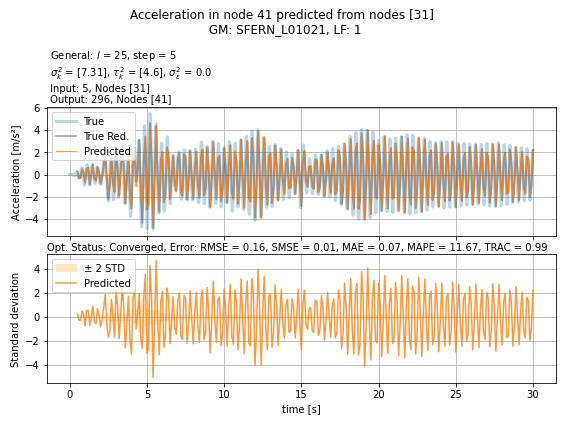 Acceleration in node 41 predicted from nodes [31]
GM: SFERN_L01021, LF: 1
General: l = 25, step = 5
σ²ₖ = [7.31], τ²ₖ = [4.6], σ²ε = 0.0
Input: 5, Nodes [31]
Output: 296, Nodes [41]
Acceleration [m/s²]
6
4
2
0
−2
−4
True
True Red.
Predicted
Opt. Status: Converged, Error: RMSE = 0.16, SMSE = 0.01, MAE = 0.07, MAPE = 11.67, TRAC = 0.99
Standard deviation
4
2
0
−2
−4
± 2 STD
Predicted
0 5 10 15 20 25 30
time [s]